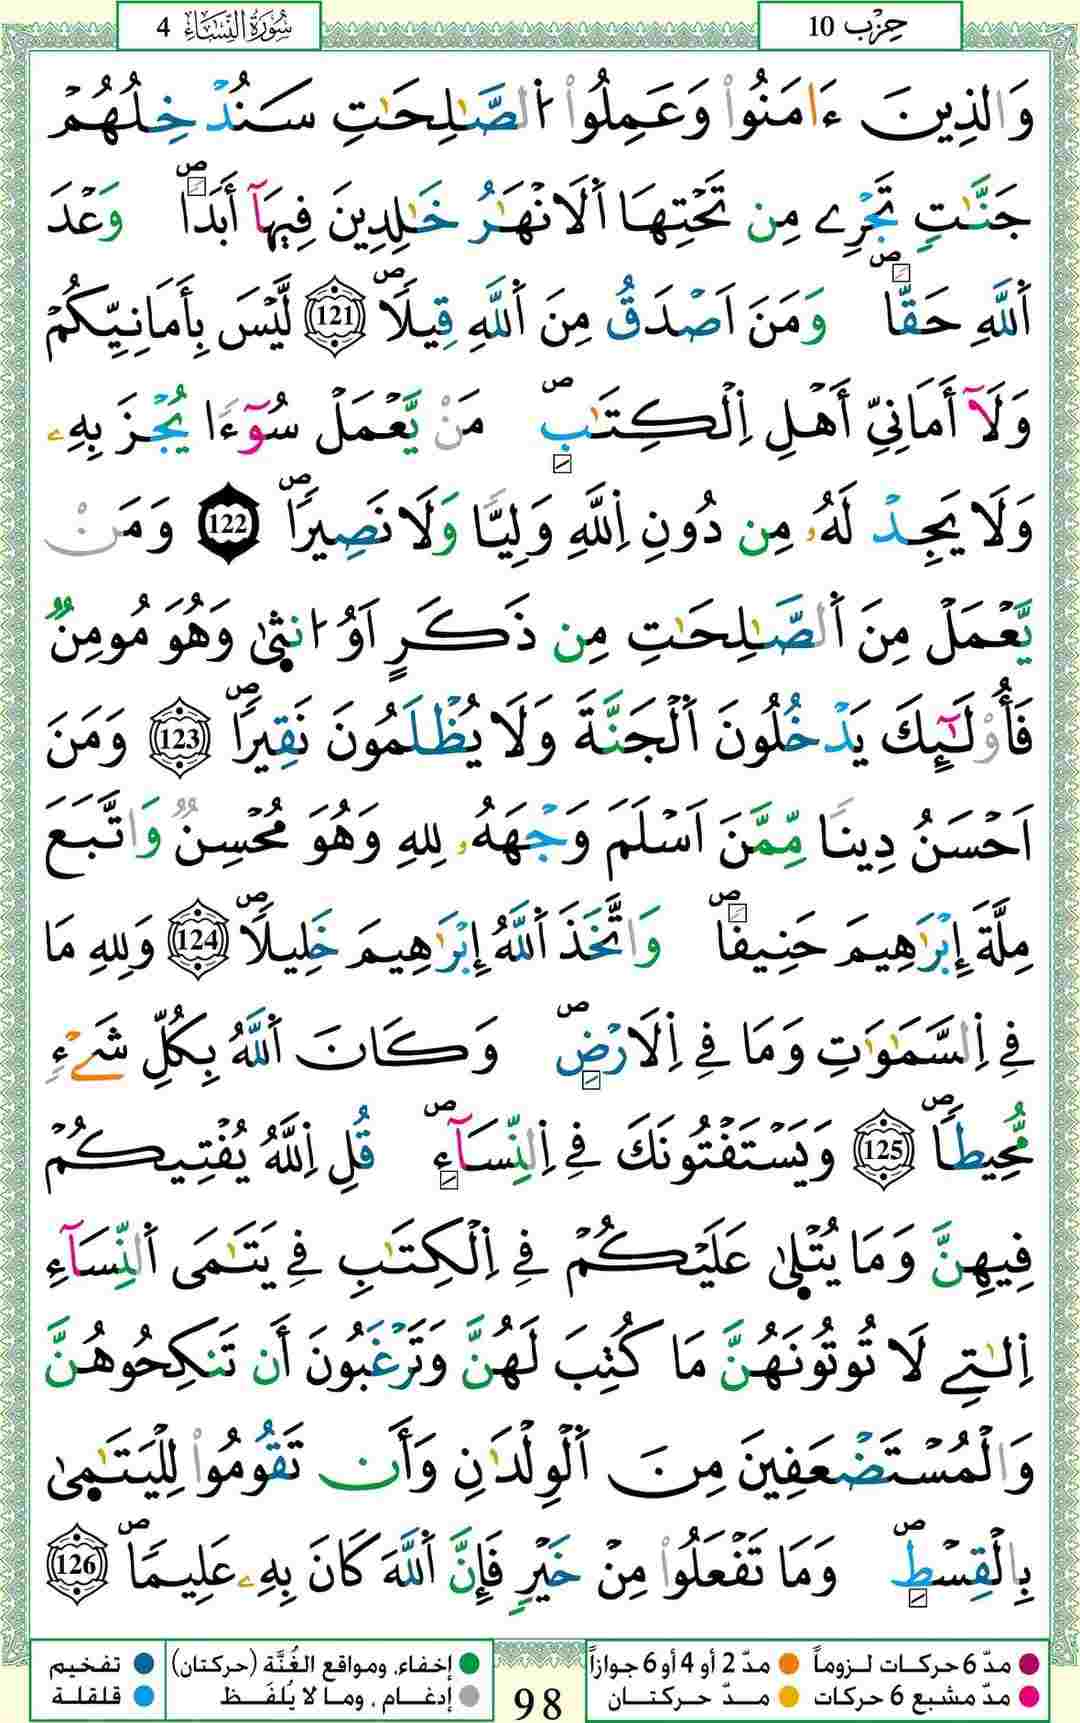 سُورَةُ النِّسَاءِ 4
حِزْب 10
وَالذِينَ ءَامَنُواْ وَعَمِلُواْ اُ۬لصَّٰلِحَٰتِ سَنُدْخِلُهُمْ
جَنَّٰتٖ تَجْرِے مِن تَحْتِهَا اَ۬لَانْهَٰرُ خَٰلِدِينَ فِيهَآ أَبَداٗۖ وَعْدَ
اَ۬للَّهِ حَقّاٗۖ وَمَنَ اَصْدَقُ مِنَ اَ۬للَّهِ قِيلاٗۖ 121 لَّيْسَ بِأَمَانِيِّكُمْ
وَلَآ أَمَانِيِّ أَهْلِ اِ۬لْكِتَٰبِۖ مَنْ يَّعْمَلْ سُوٓءاٗ يُجْزَ بِهِۦ
وَلَا يَجِدْ لَهُۥ مِن دُونِ اِ۬للَّهِ وَلِيّاٗ وَلَا نَصِيراٗۖ 122 وَمَنْ
يَّعْمَلْ مِنَ اَ۬لصَّٰلِحَٰتِ مِن ذَكَرٍ اَوُ ا۟نث۪ىٰ وَهُوَ مُومِنٞ
فَأُوْلَٰٓئِكَ يَدْخُلُونَ اَ۬لْجَنَّةَ وَلَا يُظْلَمُونَ نَقِيراٗۖ 123 وَمَنَ
اَحْسَنُ دِيناٗ مِّمَّنَ اَسْلَمَ وَجْهَهُۥ لِلهِ وَهُوَ مُحْسِنٞ وَاتَّبَعَ
مِلَّةَ إِبْرَٰهِيمَ حَنِيفاٗۖ وَاتَّخَذَ اَ۬للَّهُ إِبْرَٰهِيمَ خَلِيلاٗۖ 124 وَلِلهِ مَا
فِے اِ۬لسَّمَٰوَٰتِ وَمَا فِے اِ۬لَارْضِۖ وَكَانَ اَ۬للَّهُ بِكُلِّ شَےْءٖ
مُّحِيطاٗۖ 125 وَيَسْتَفْتُونَكَ فِے اِ۬لنِّسَآءِۖ قُلِ اِ۬للَّهُ يُفْتِيكُمْ
فِيهِنَّ وَمَا يُتْل۪ىٰ عَلَيْكُمْ فِے اِ۬لْكِتَٰبِ فِے يَتَٰمَى اَ۬لنِّسَآءِ
اِ۬لٰتِے لَا تُوتُونَهُنَّ مَا كُتِبَ لَهُنَّ وَتَرْغَبُونَ أَن تَنكِحُوهُنَّ
وَالْمُسْتَضْعَفِينَ مِنَ اَ۬لْوِلْدَٰنِ وَأَن تَقُومُواْ لِلْيَتَٰم۪ىٰ
بِالْقِسْطِۖ وَمَا تَفْعَلُواْ مِنْ خَيْرٖ فَإِنَّ اَ۬للَّهَ كَانَ بِهِۦ عَلِيماٗۖ 126
مدّ 6 حركات لزوماً مدّ 2 أو 4 أو 6 جوازاً إخفاء، ومواقع الغُنَّة (حركتان) تفخيم
مدّ مشبع 6 حركات مدّ حركتان إدغام ، وما لا يُلفَظ قلقلة
98